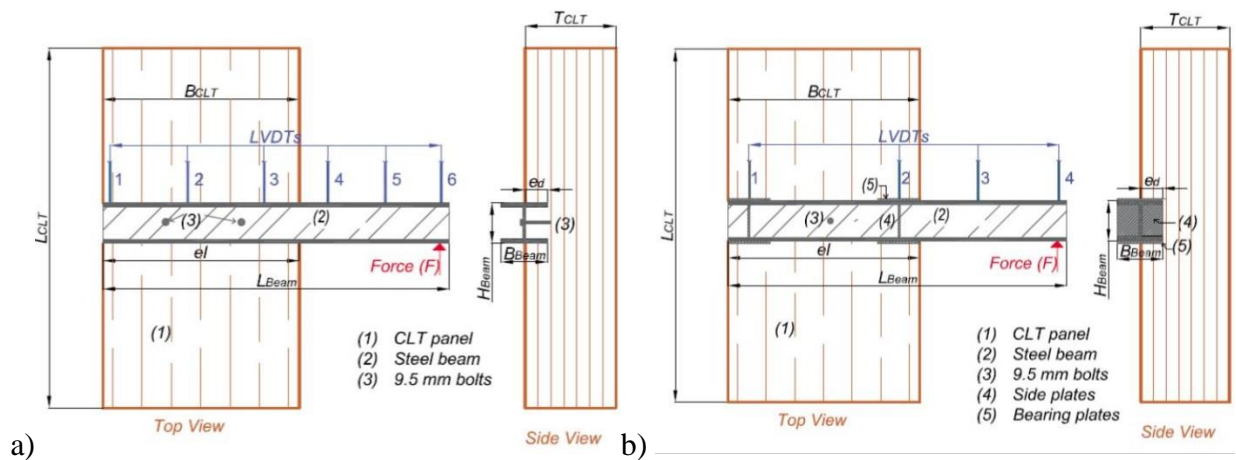 TCLT
BCLT
LVDTs
1
2
3
4
5
6
ed
LCLT
(3)
(2)
(3)
el
Force (F)
BBeam
HBeam
LBeam
(1)
(1) CLT panel
(2) Steel beam
(3) 9.5 mm bolts
Top View
Side View
a)
TCLT
BCLT
LVDTs
1
2
3
4
(5)
ed
LCLT
(3)
(4)
(2)
(4)
(5)
el
Force (F)
BBeam
HBeam
LBeam
(1)
(1) CLT panel
(2) Steel beam
(3) 9.5 mm bolts
(4) Side plates
(5) Bearing plates
Top View
Side View
b)